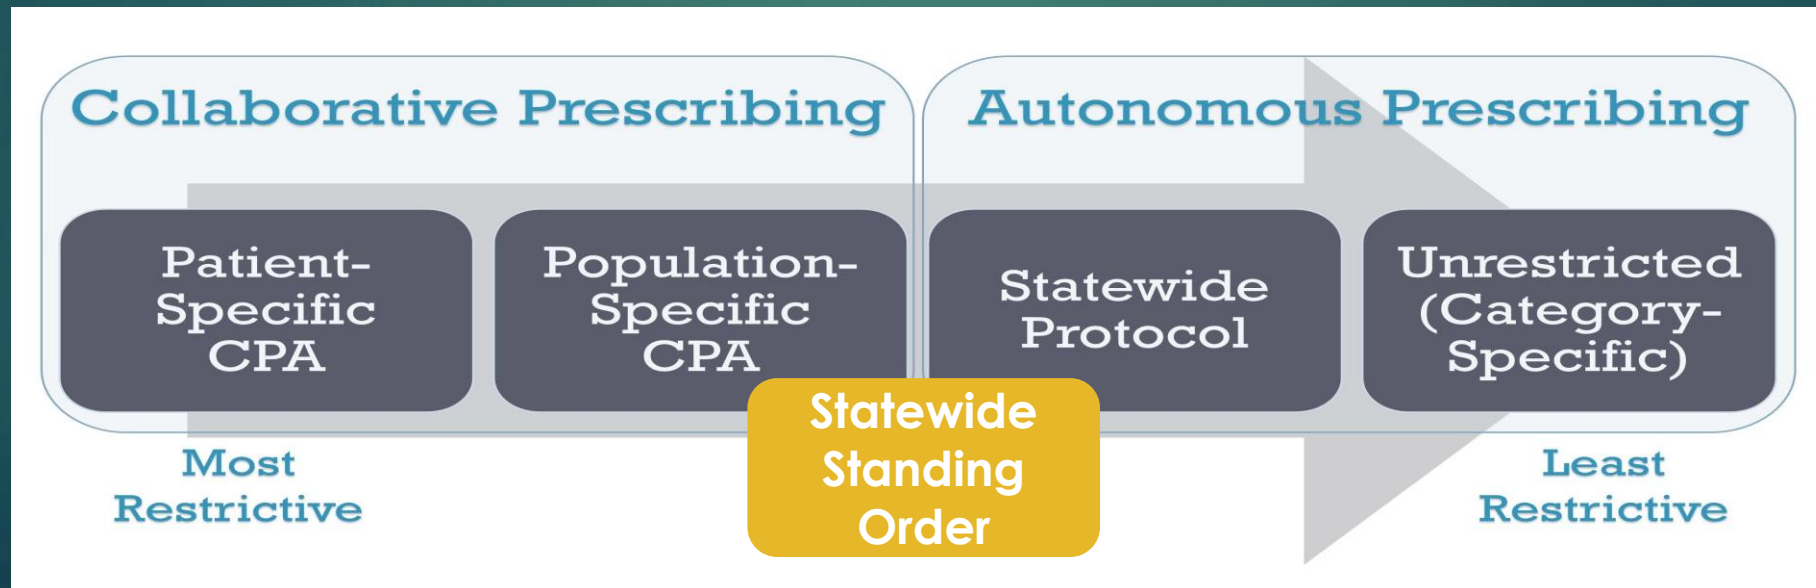 Collaborative Prescribing
Autonomous Prescribing
Patient-
Specific
CPA
Population-
Specific
CPA
Statewide
Protocol
Unrestricted
(Category-
Specific)
Statewide
Standing
Order
Most
Restrictive
Least
Restrictive